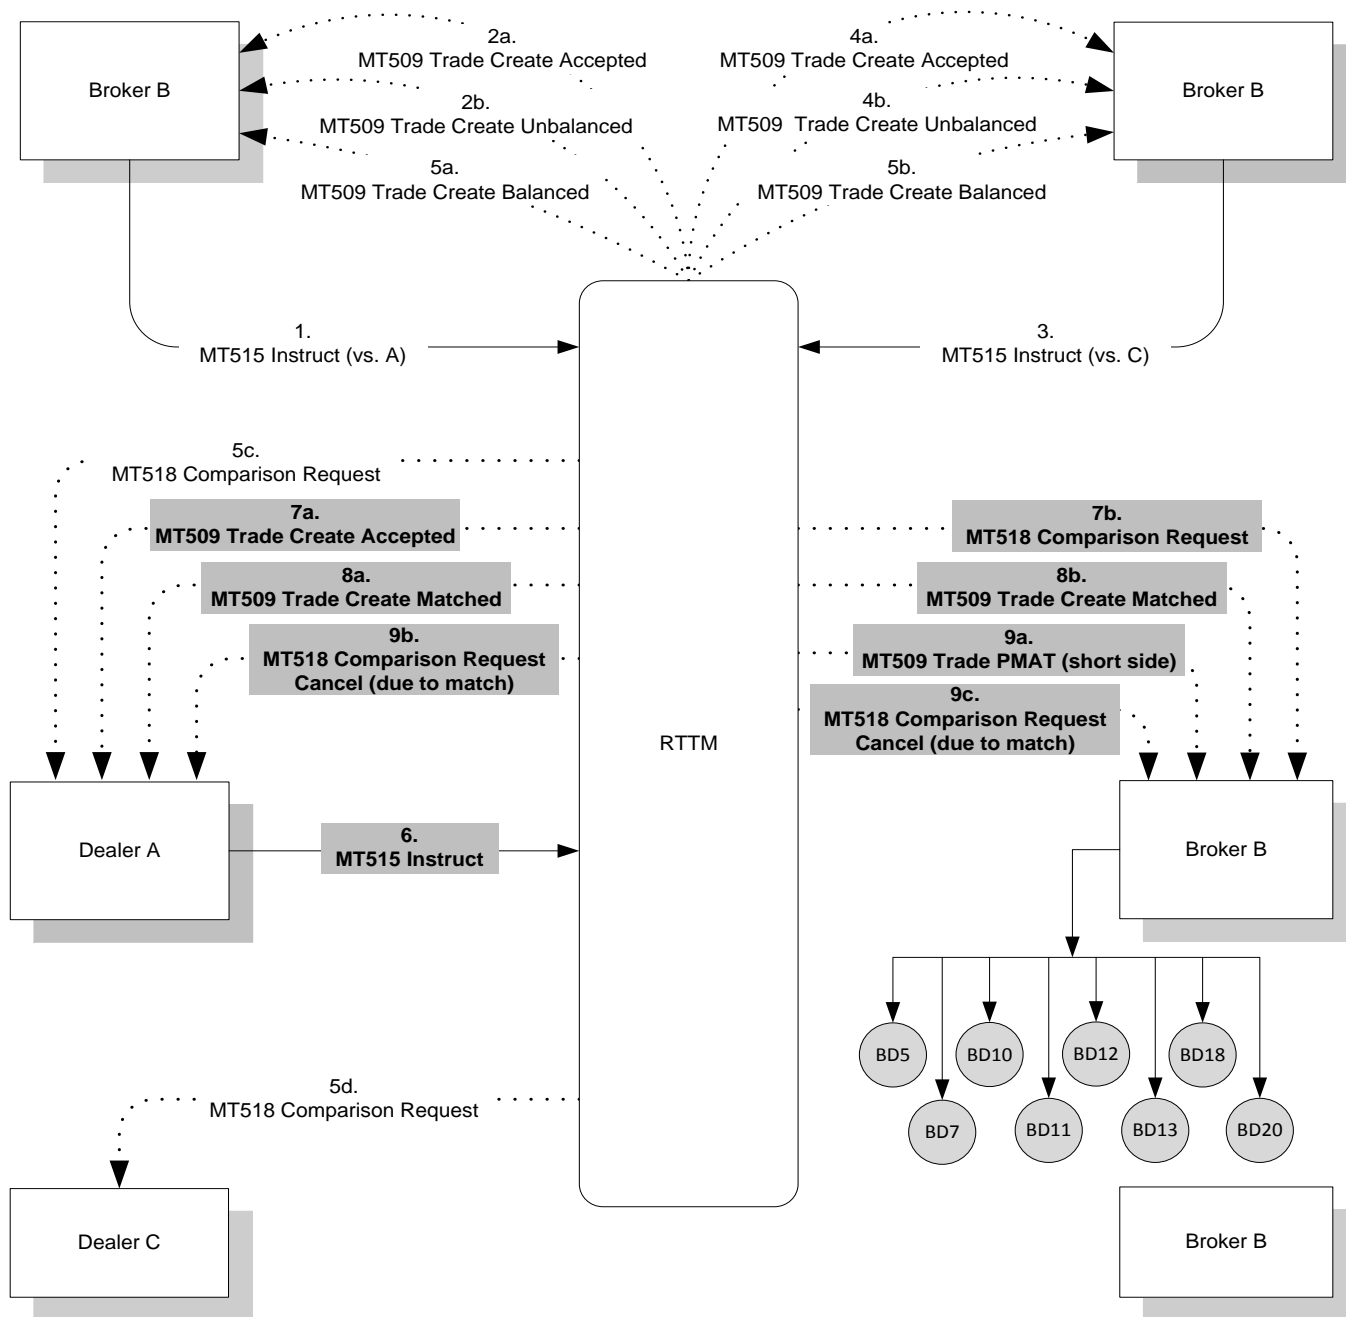 Broker B
2a.
MT509 Trade Create Accepted
2b.
MT509 Trade Create Unbalanced
5a.
MT509 Trade Create Balanced
4a.
MT509 Trade Create Accepted
4b.
MT509  Trade Create Unbalanced
5b.
MT509 Trade Create Balanced
Broker B
1.
MT515 Instruct (vs. A)
3.
MT515 Instruct (vs. C)
5c.
MT518 Comparison Request
7a.
MT509 Trade Create Accepted
8a.
MT509 Trade Create Matched
9b.
MT518 Comparison Request
Cancel (due to match)
7b.
MT518 Comparison Request
8b.
MT509 Trade Create Matched
9a.
MT509 Trade PMAT (short side)
9c.
MT518 Comparison Request
Cancel (due to match)
RTTM
Dealer A
6.
MT515 Instruct
Broker B
BD5
BD10
BD12
BD18
BD7
BD11
BD13
BD20
5d.
MT518 Comparison Request
Dealer C
Broker B